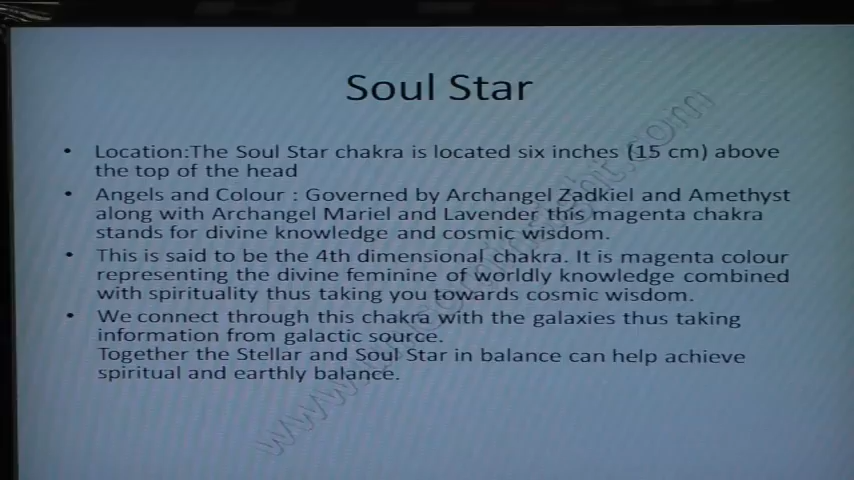 Soul Star
• Location:The Soul Star chakra is located six inches (15 cm) above
the top of the head
• Angels and Colour : Governed by Archangel Zadkiel and Amethyst
along with Archangel Mariel and Lavender this magenta chakra
stands for divine knowledge and cosmic wisdom.
• This is said to be the 4th dimensional chakra. It is magenta colour
representing the divine feminine of worldly knowledge combined
with spirituality thus taking you towards cosmic wisdom.
• We connect through this chakra with the galaxies thus taking
information from galactic source.
Together the Stellar and Soul Star in balance can help achieve
spiritual and earthly balance.